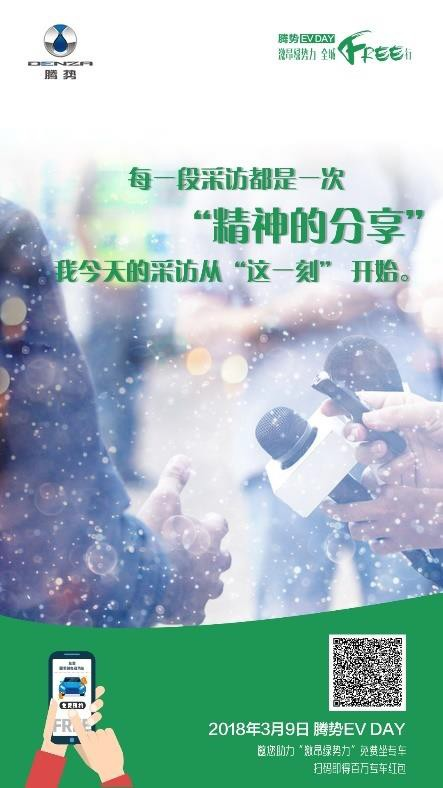 DENZA
腾势
腾势EV DAY
激昂绿势力 全城FREE行
每一段采访都是一次
“精神的分享”
我今天的采访从“这一刻” 开始。
免费预约
FREE
2018年3月9日 腾势EV DAY
邀您助力“激昂绿势力”免费坐专车
扫码即得百万专车红包